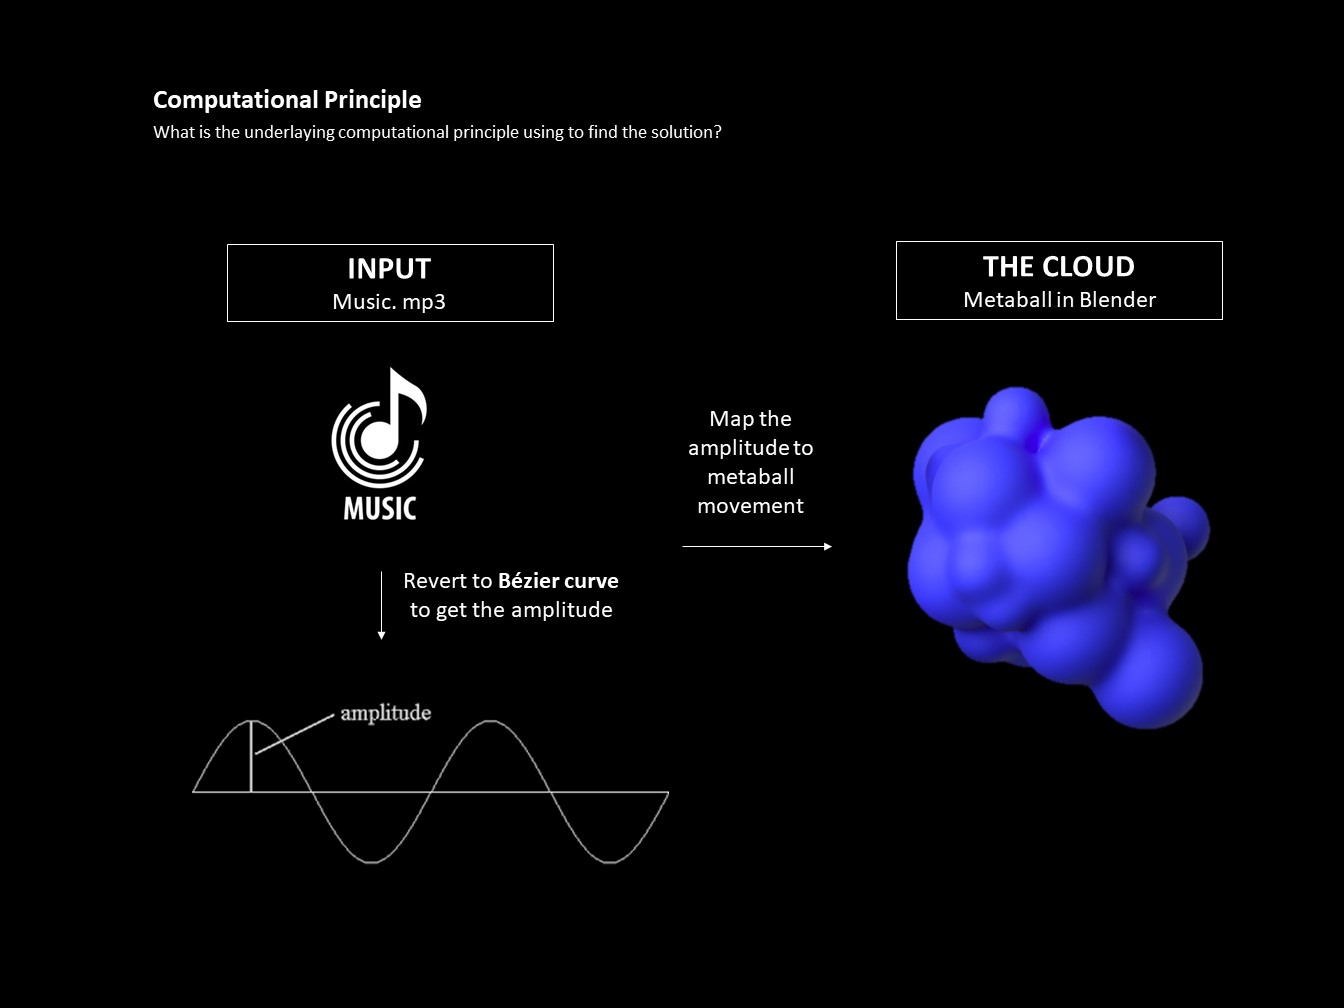 Computational Principle
What is the underlaying computational principle using to find the solution?
INPUT
Music. mp3
MUSIC
Revert to Bézier curve
to get the amplitude
amplitude
Map the
amplitude to
metaball
movement
THE CLOUD
Metaball in Blender